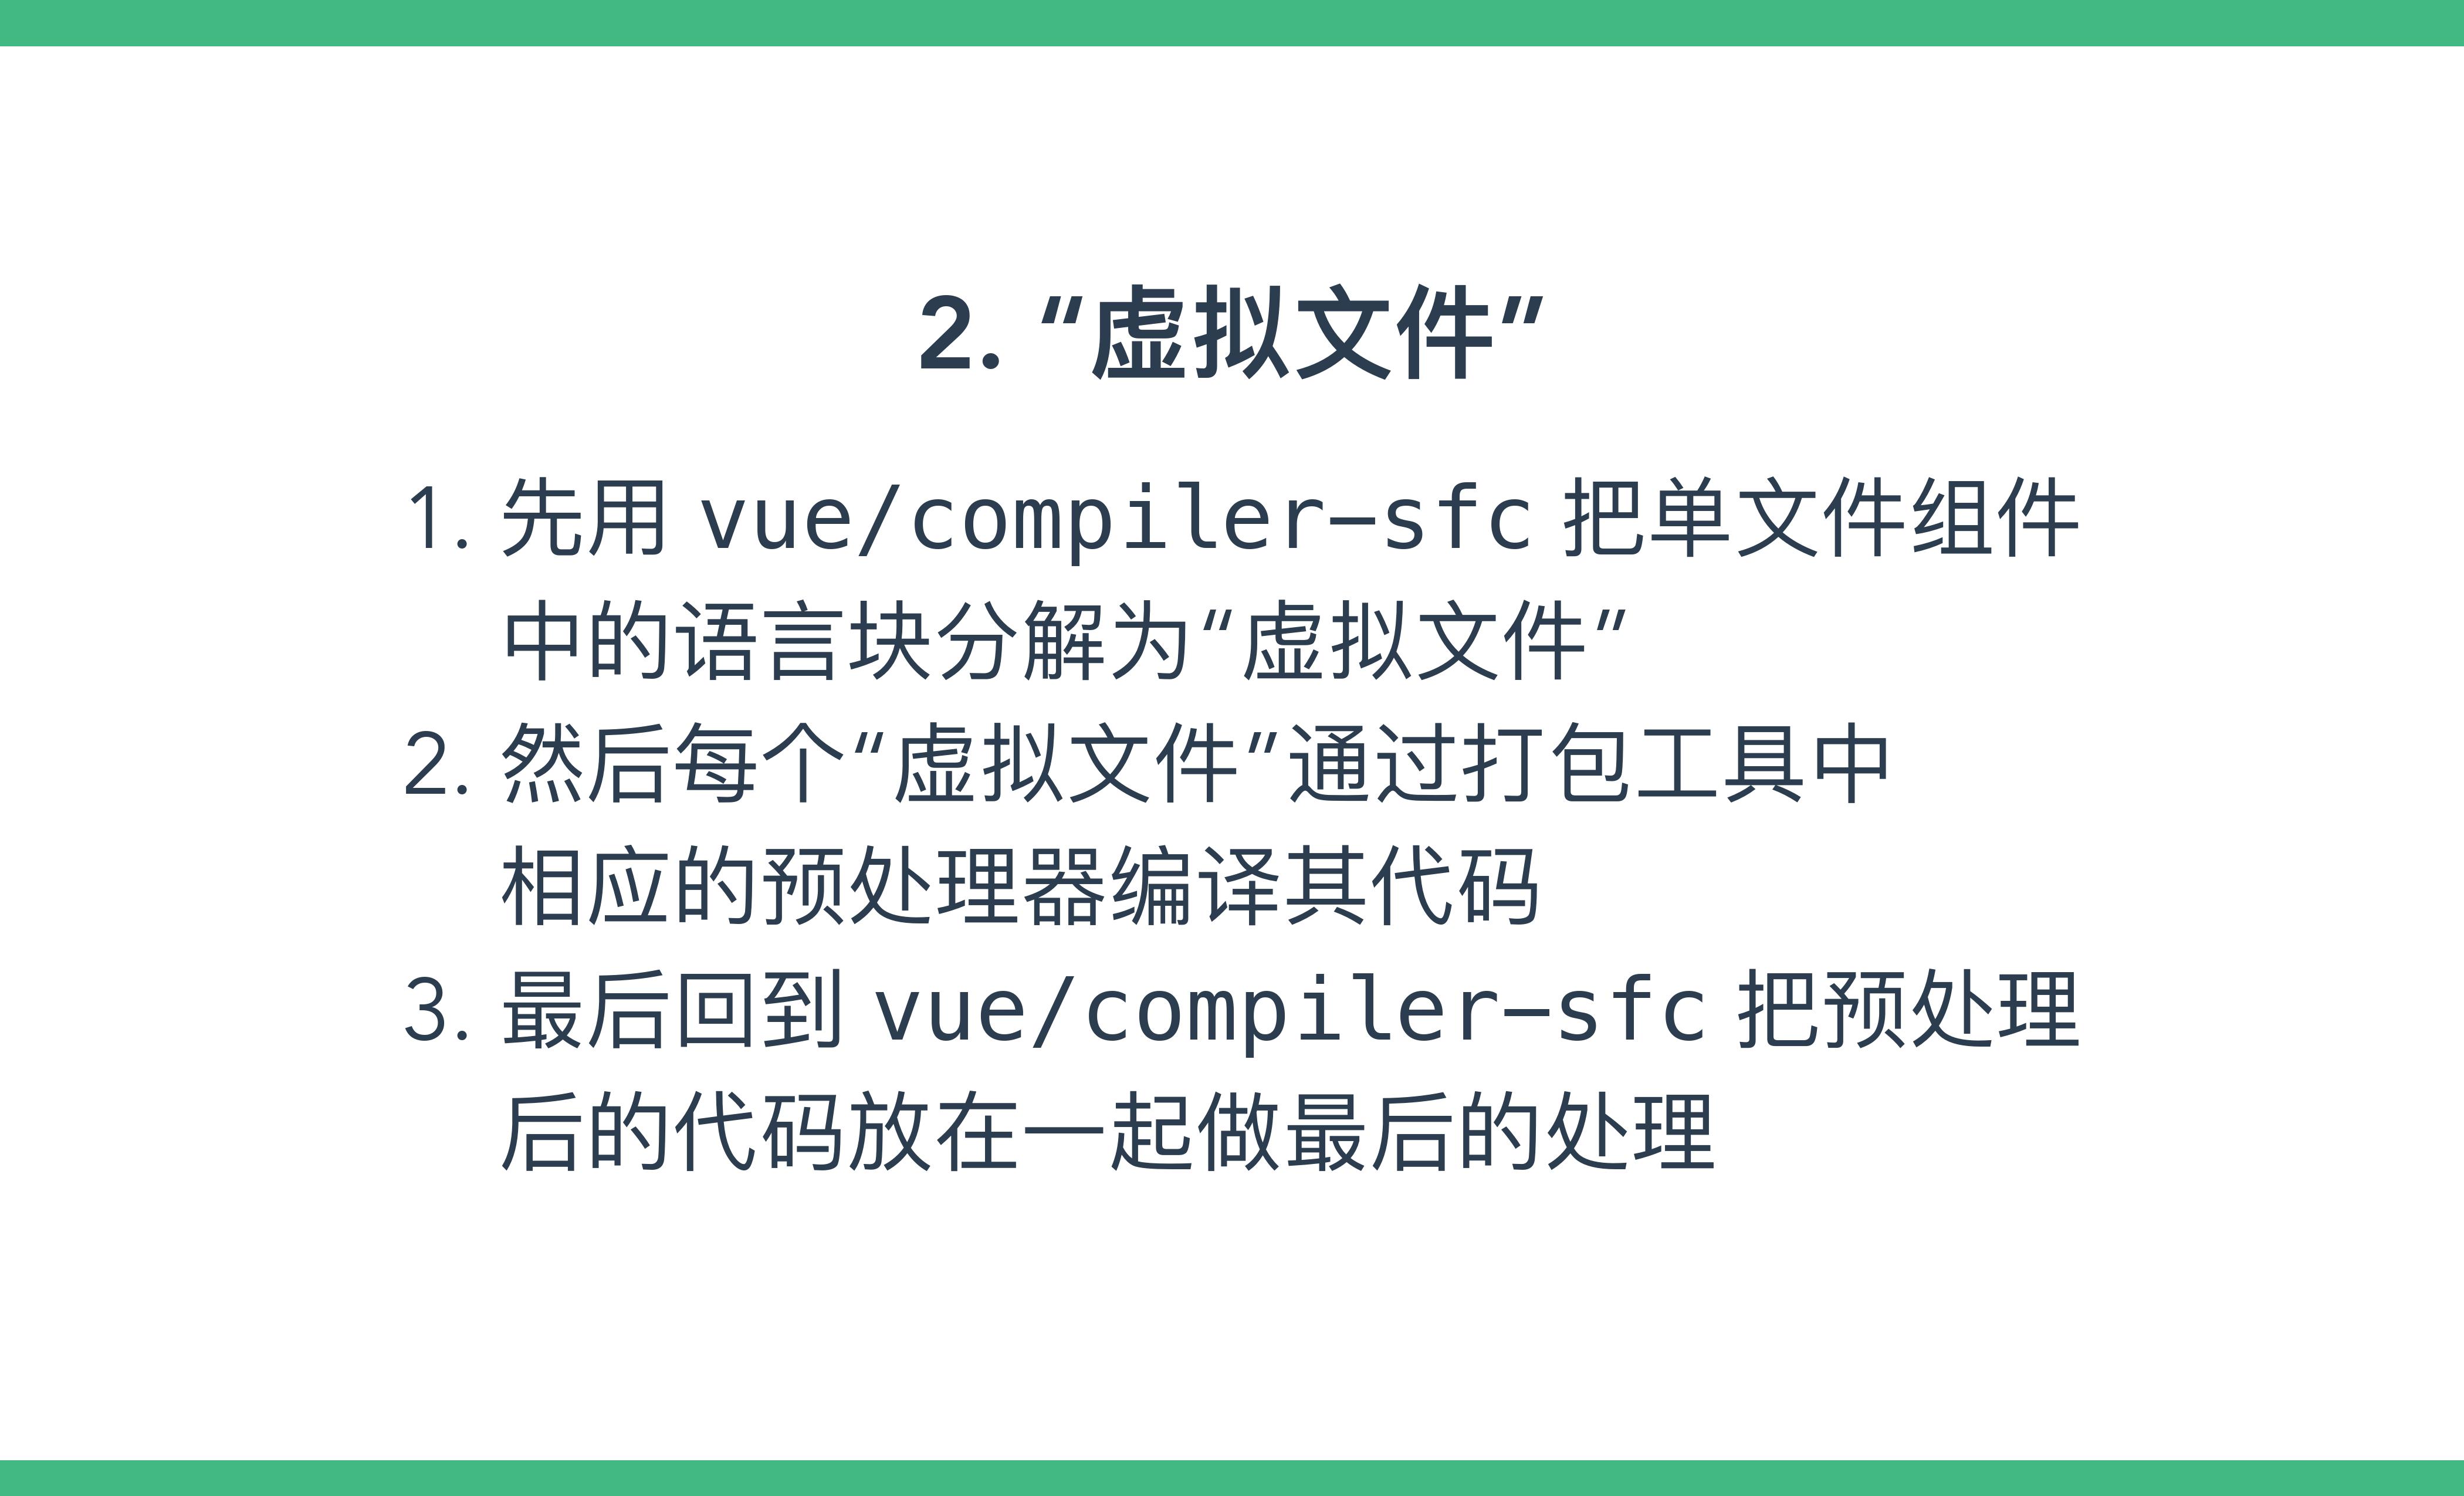 2. “虚拟文件”
1. 先用 vue/compiler-sfc 把单文件组件
中的语言块分解为“虚拟文件”
2. 然后每个“虚拟文件”通过打包工具中
相应的预处理器编译其代码
3. 最后回到 vue/compiler-sfc 把预处理
后的代码放在一起做最后的处理